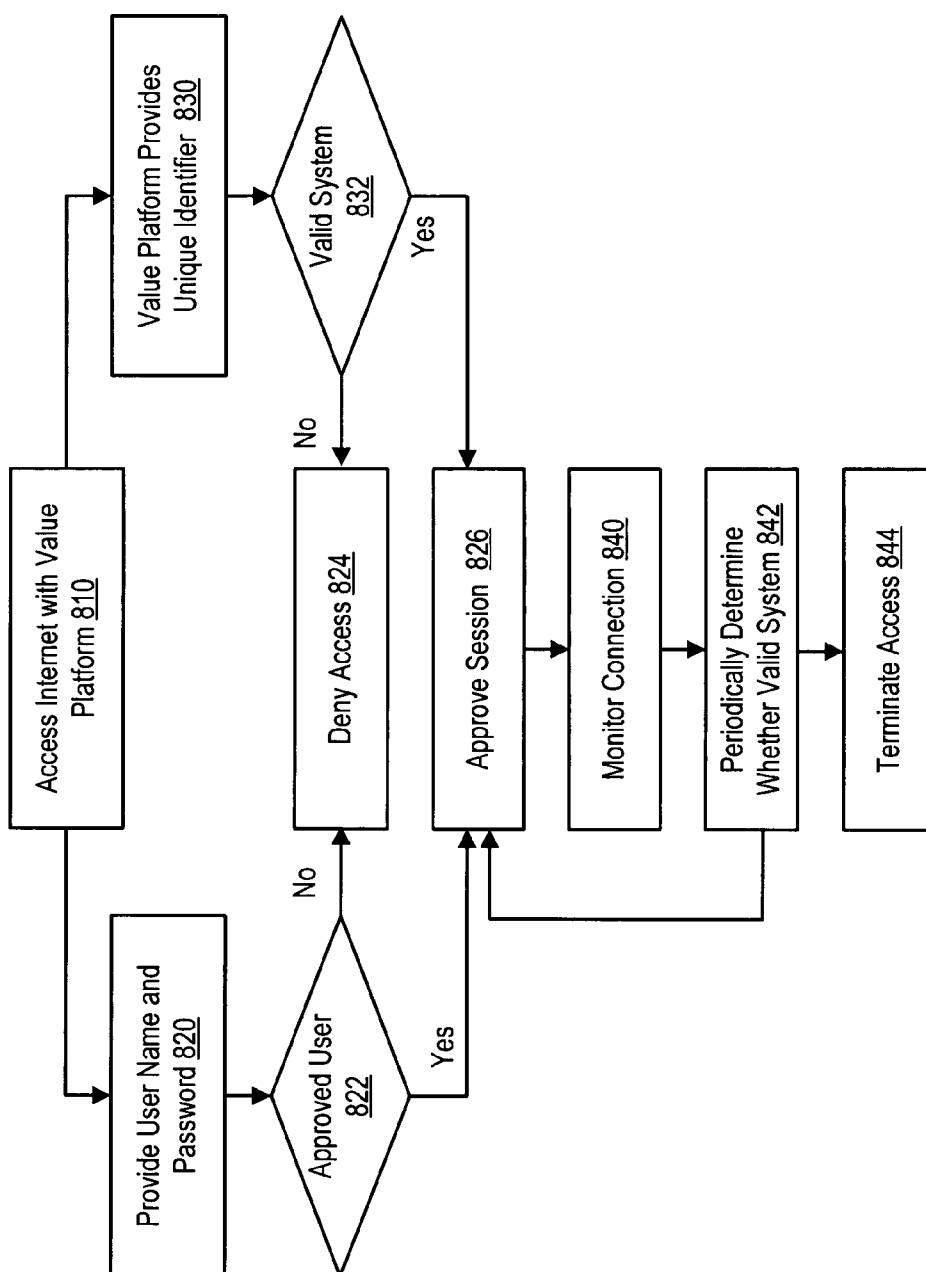 Access Internet with Value
Platform 810
Provide User Name and
Password 820
Value Platform Provides
Unique Identifier 830
Approved User
822
Valid System
832
No
No
Deny Access 824
Yes
Yes
Approve Session 826
Monitor Connection 840
Periodically Determine
Whether Valid System 842
Terminate Access 844